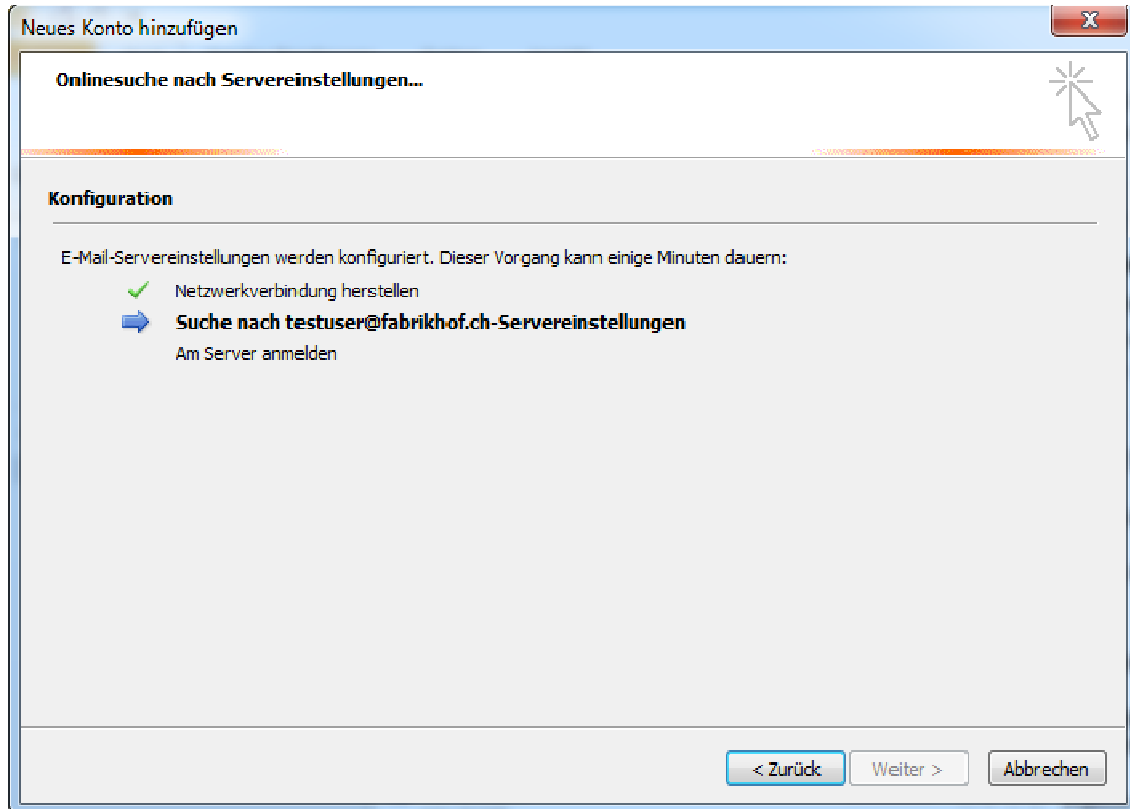 Neues Konto hinzufügen
Onlinesuche nach Servereinstellungen...
Konfiguration
E-Mail-Servereinstellungen werden konfiguriert. Dieser Vorgang kann einige Minuten dauern:
Netzwerkverbindung herstellen
Suche nach testuser@fabrikhof.ch-Servereinstellungen
Am Server anmelden
< Zurück Weiter > Abbrechen